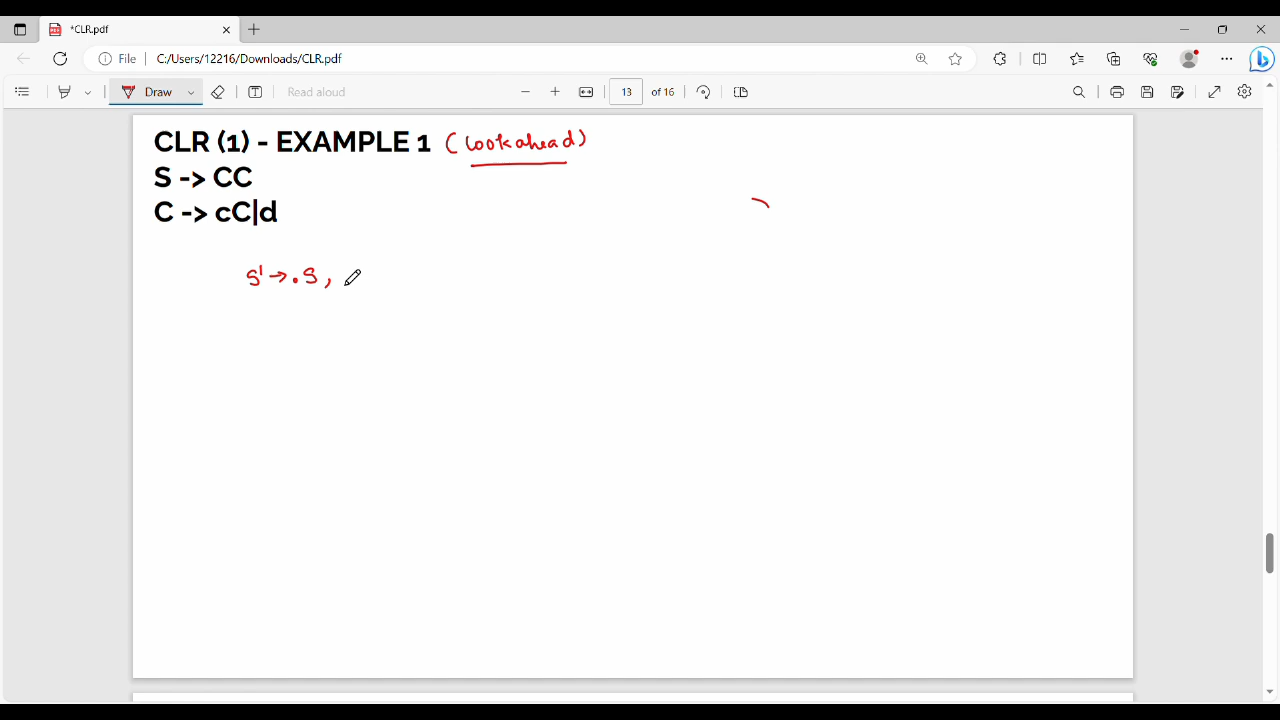 *CLR.pdf
File C:/Users/12216/Downloads/CLR.pdf
Draw Read aloud 13 of 16
CLR (1) - EXAMPLE 1 (lookahead)
S -> CC
C -> cC|d
S' → . S ,